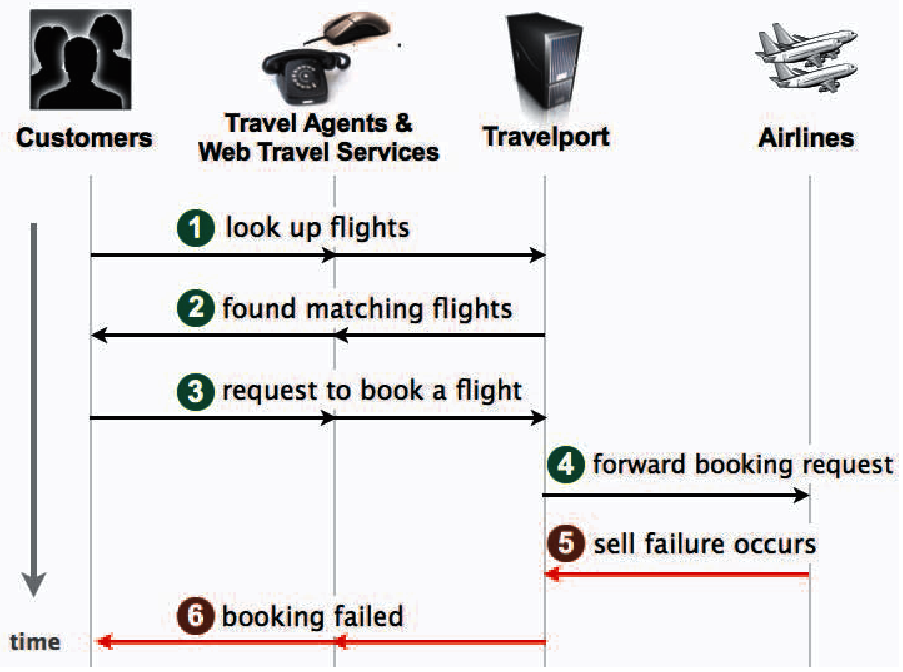 Customers
Travel Agents &
Web Travel Services
Travelport
Airlines
1 look up flights
2 found matching flights
3 request to book a flight
4 forward booking request
5 sell failure occurs
6 booking failed
time